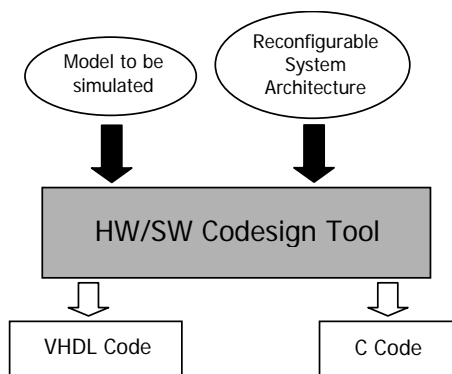 Model to be
simulated
Reconfigurable
System
Architecture
HW/SW Codesign Tool
VHDL Code
C Code